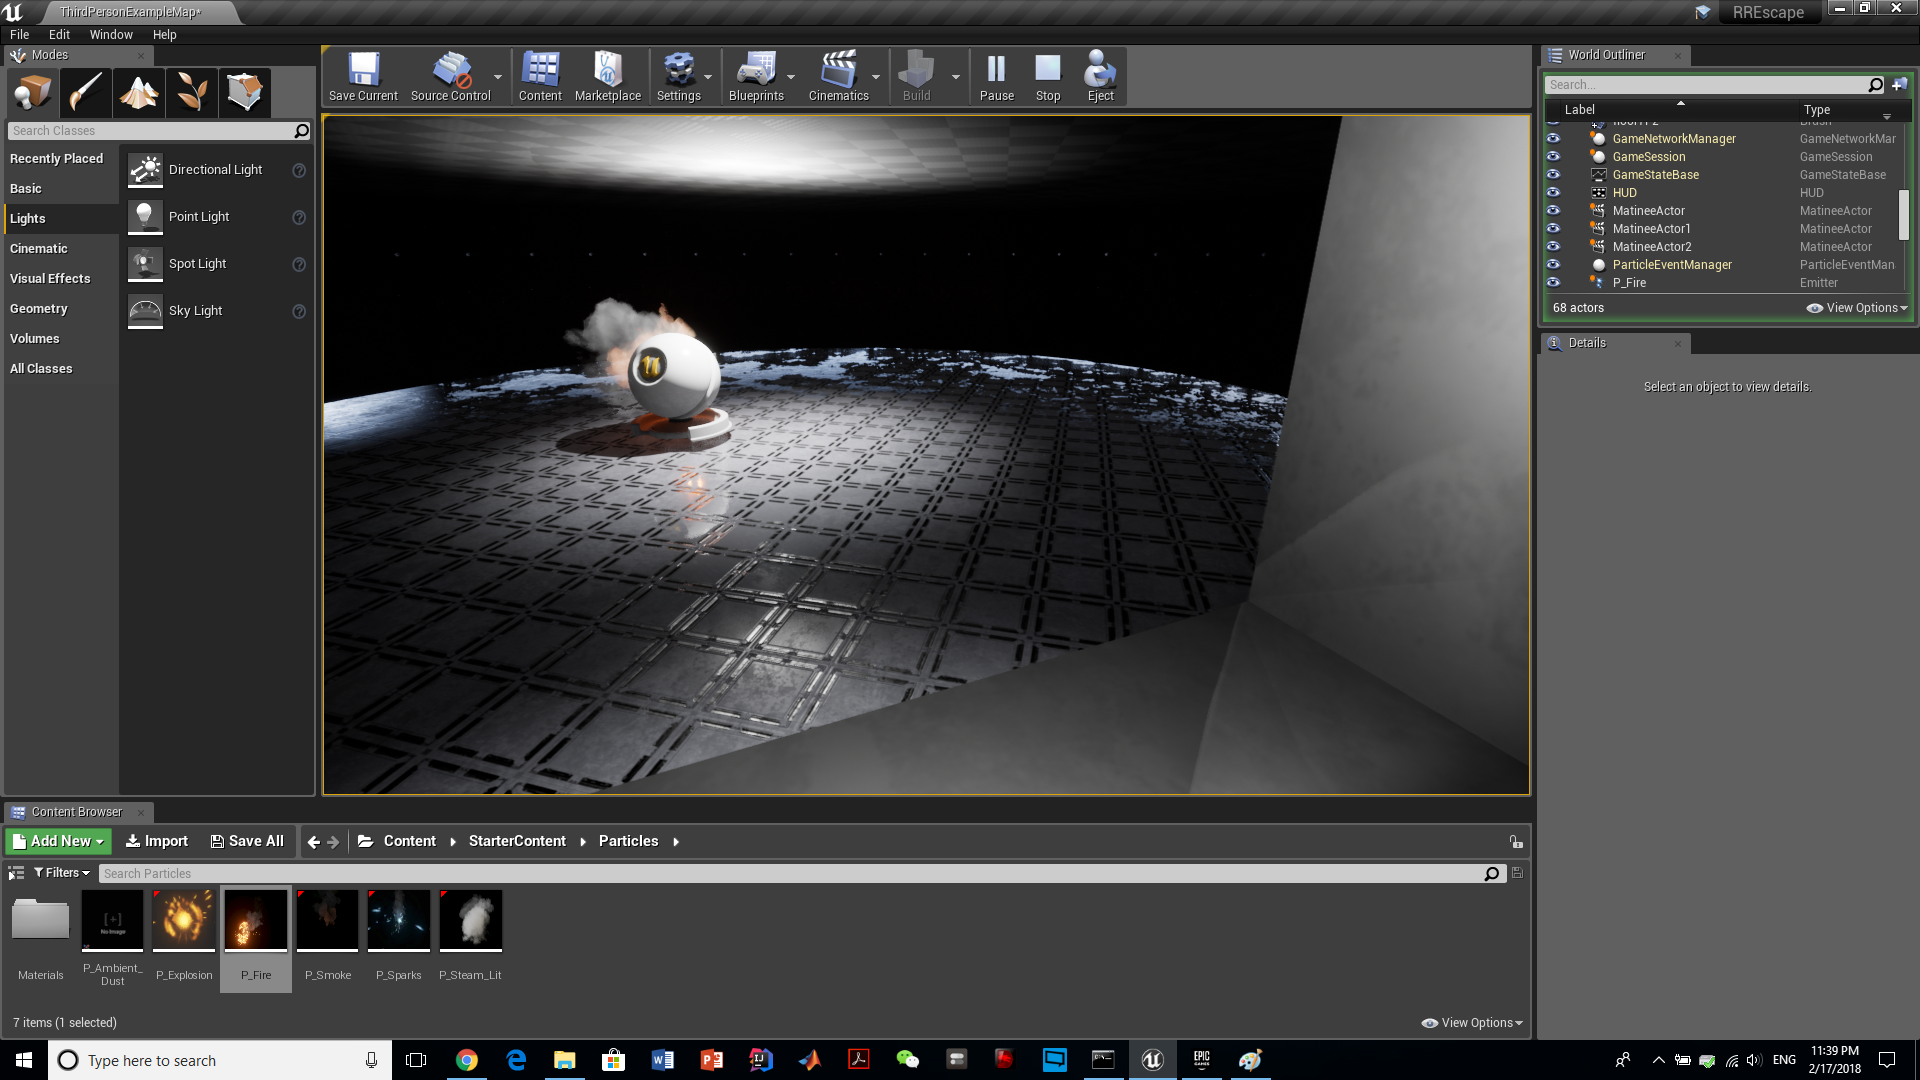 ThirdPersonExampleMap*
RREscape
File Edit Window Help
Modes
Search Classes
Recently Placed
Basic
Lights
Cinematic
Visual Effects
Geometry
Volumes
All Classes
Directional Light
Point Light
Spot Light
Sky Light
Save Current
Source Control
Content
Marketplace
Settings
Blueprints
Cinematics
Build
Pause
Stop
Eject
World Outliner
Search...
Label Type
GameNetworkManager GameNetworkMar
GameSession GameSession
GameStateBase GameStateBase
HUD HUD
MatineeActor MatineeActor
MatineeActor1 MatineeActor
MatineeActor2 MatineeActor
ParticleEventManager ParticleEventMan
P_Fire Emitter
68 actors View Options
Details
Select an object to view details.
Content Browser
Add New Import Save All Content StarterContent Particles
Filters Search Particles
Materials
P_Ambient_
Dust
P_Explosion
P_Fire
P_Smoke
P_Sparks
P_Steam_Lit
7 items (1 selected) View Options
Type here to search
EPIC
GAMES
ENG
11:39 PM
2/17/2018